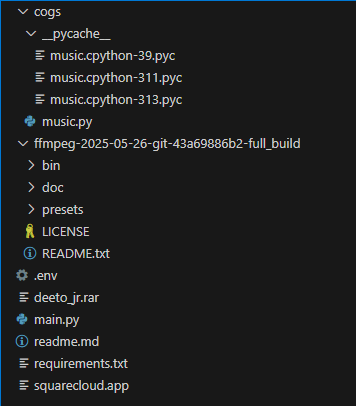 cogs
__pycache__
music.cpython-39.pyc
music.cpython-311.pyc
music.cpython-313.pyc
music.py
ffmpeg-2025-05-26-git-43a69886b2-full_build
bin
doc
presets
LICENSE
README.txt
.env
deeto_jr.rar
main.py
readme.md
requirements.txt
squarecloud.app